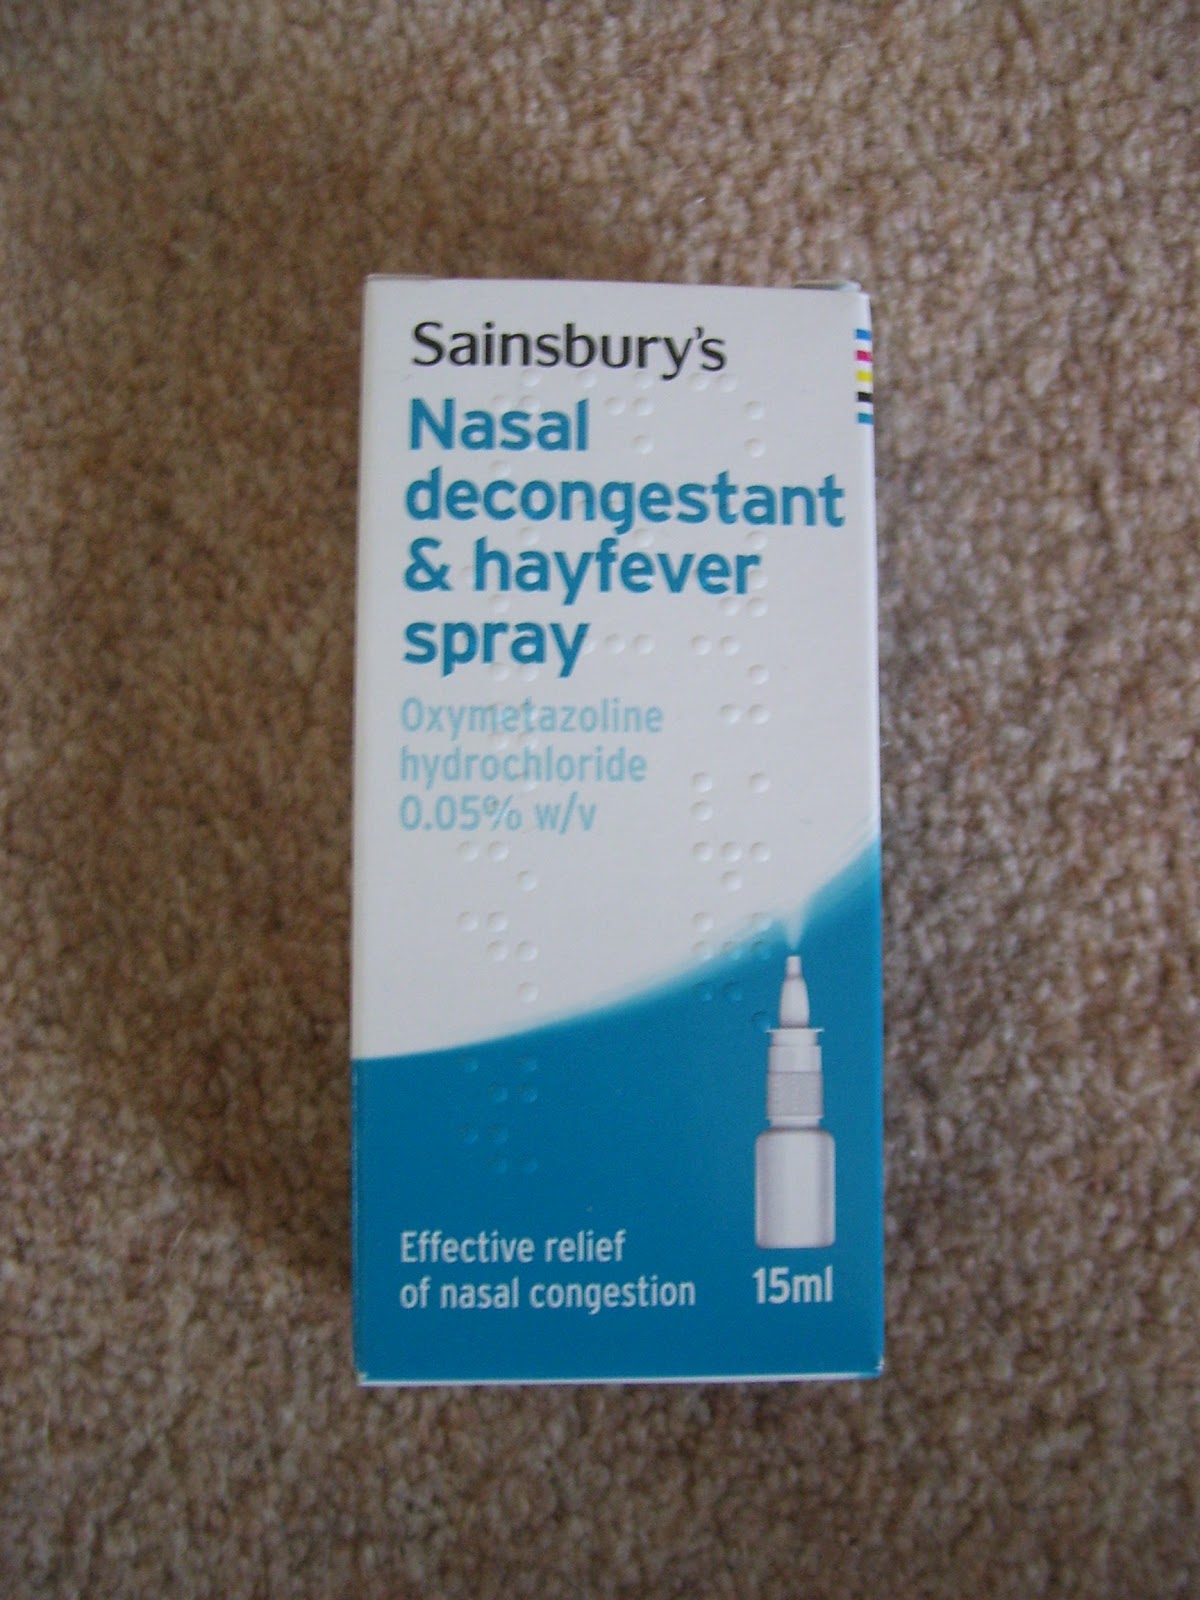 Sainsbury's
Nasal
decongestant
& hayfever
spray
Oxymetazoline
hydrochloride
0.05% w/v
Effective relief
of nasal congestion
15ml